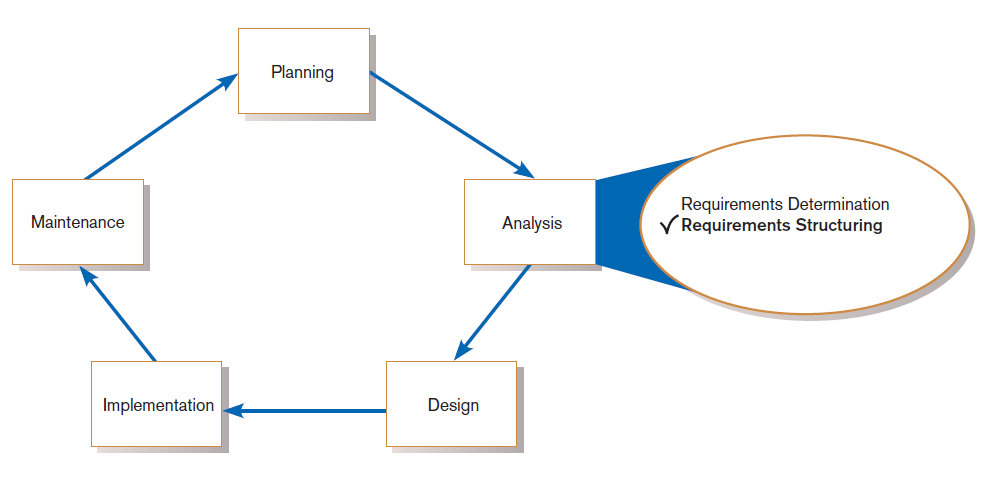 Planning
Maintenance
Analysis
Requirements Determination
✓Requirements Structuring
Implementation
Design